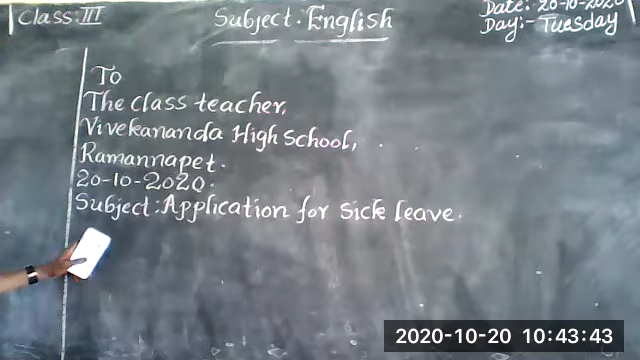 Class: III
Subject: English
Date: 20-10-2020
Day:- Tuesday
To
The class teacher,
Vivekananda High School,
Ramannapet.
20-10-2020.
Subject: Application for sick leave.
2020-10-20 10:43:43